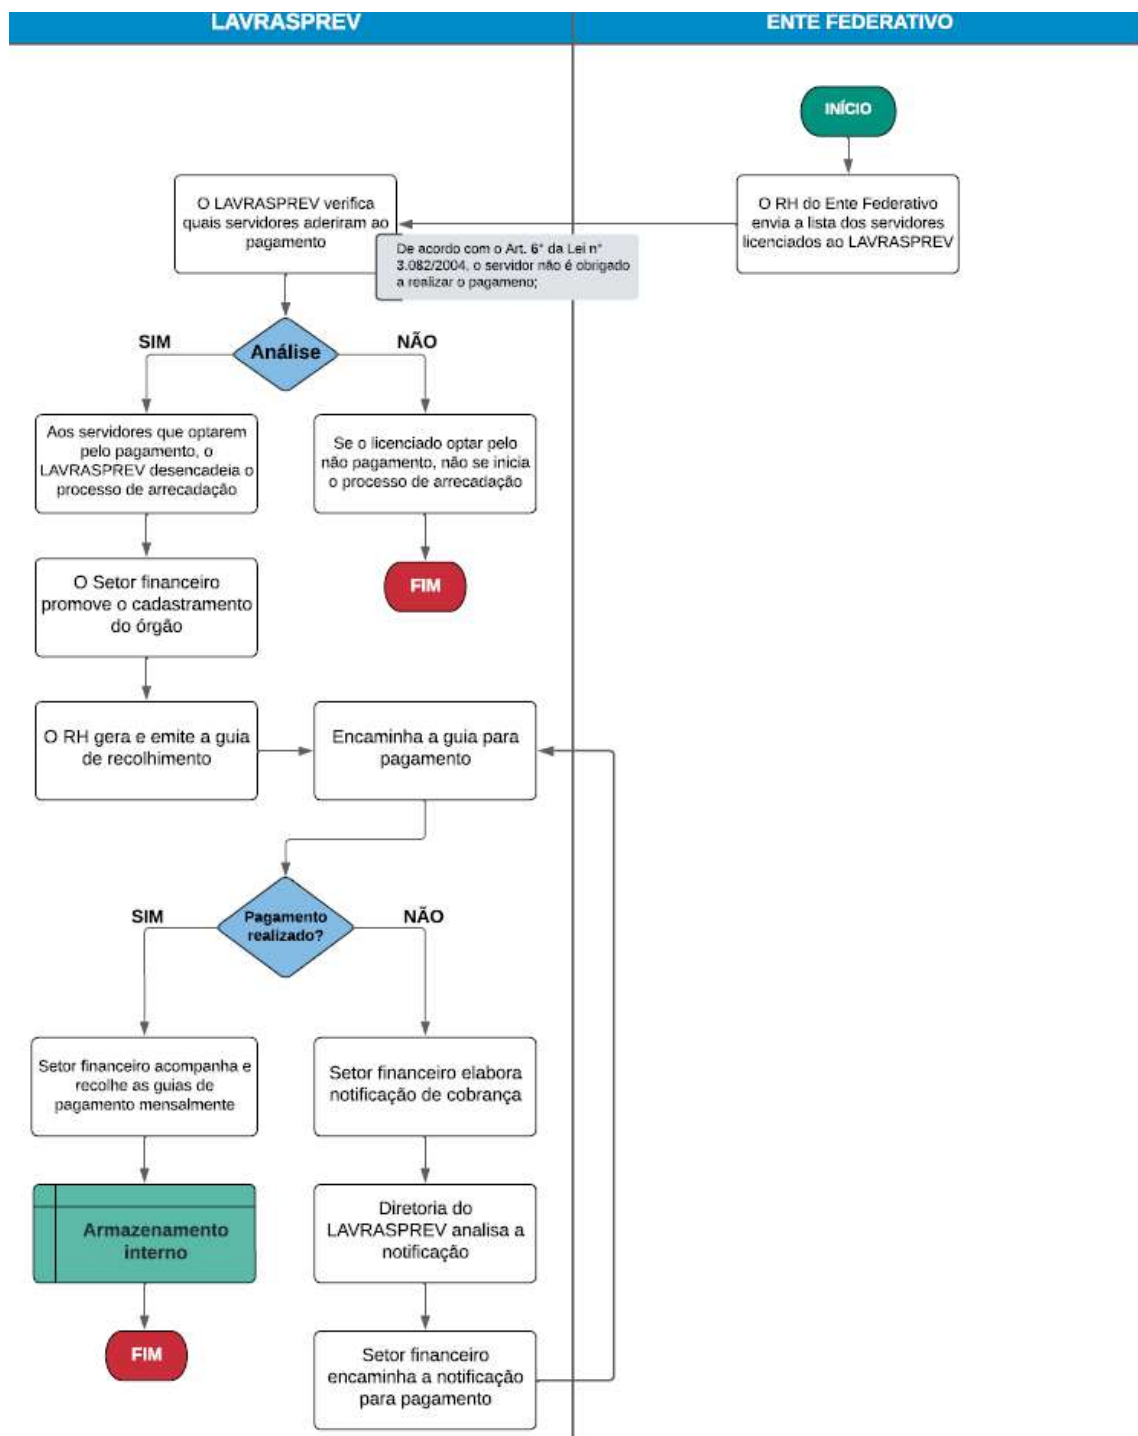 LAVRASPREV
ENTE FEDERATIVO
INÍCIO
O LAVRASPREV verifica
quais servidores aderiram ao
pagamento
O RH do Ente Federativo
envia a lista dos servidores
licenciados ao LAVRASPREV
De acordo com o Art. 6° da Lei n°
3.082/2004, o servidor não é obrigado
a realizar o pagameno;
Análise
SIM
NÃO
Aos servidores que optarem
pelo pagamento, o
LAVRASPREV desencadeia o
processo de arrecadação
Se o licenciado optar pelo
não pagamento, não se inicia
o processo de arrecadação
FIM
O Setor financeiro
promove o cadastramento
do órgão
O RH gera e emite a guia
de recolhimento
Encaminha a guia para
pagamento
Pagamento
realizado?
SIM
NÃO
Setor financeiro acompanha e
recolhe as guias de
pagamento mensalmente
Setor financeiro elabora
notificação de cobrança
Armazenamento
interno
Diretoria do
LAVRASPREV analisa a
notificação
FIM
Setor financeiro
encaminha a notificação
para pagamento